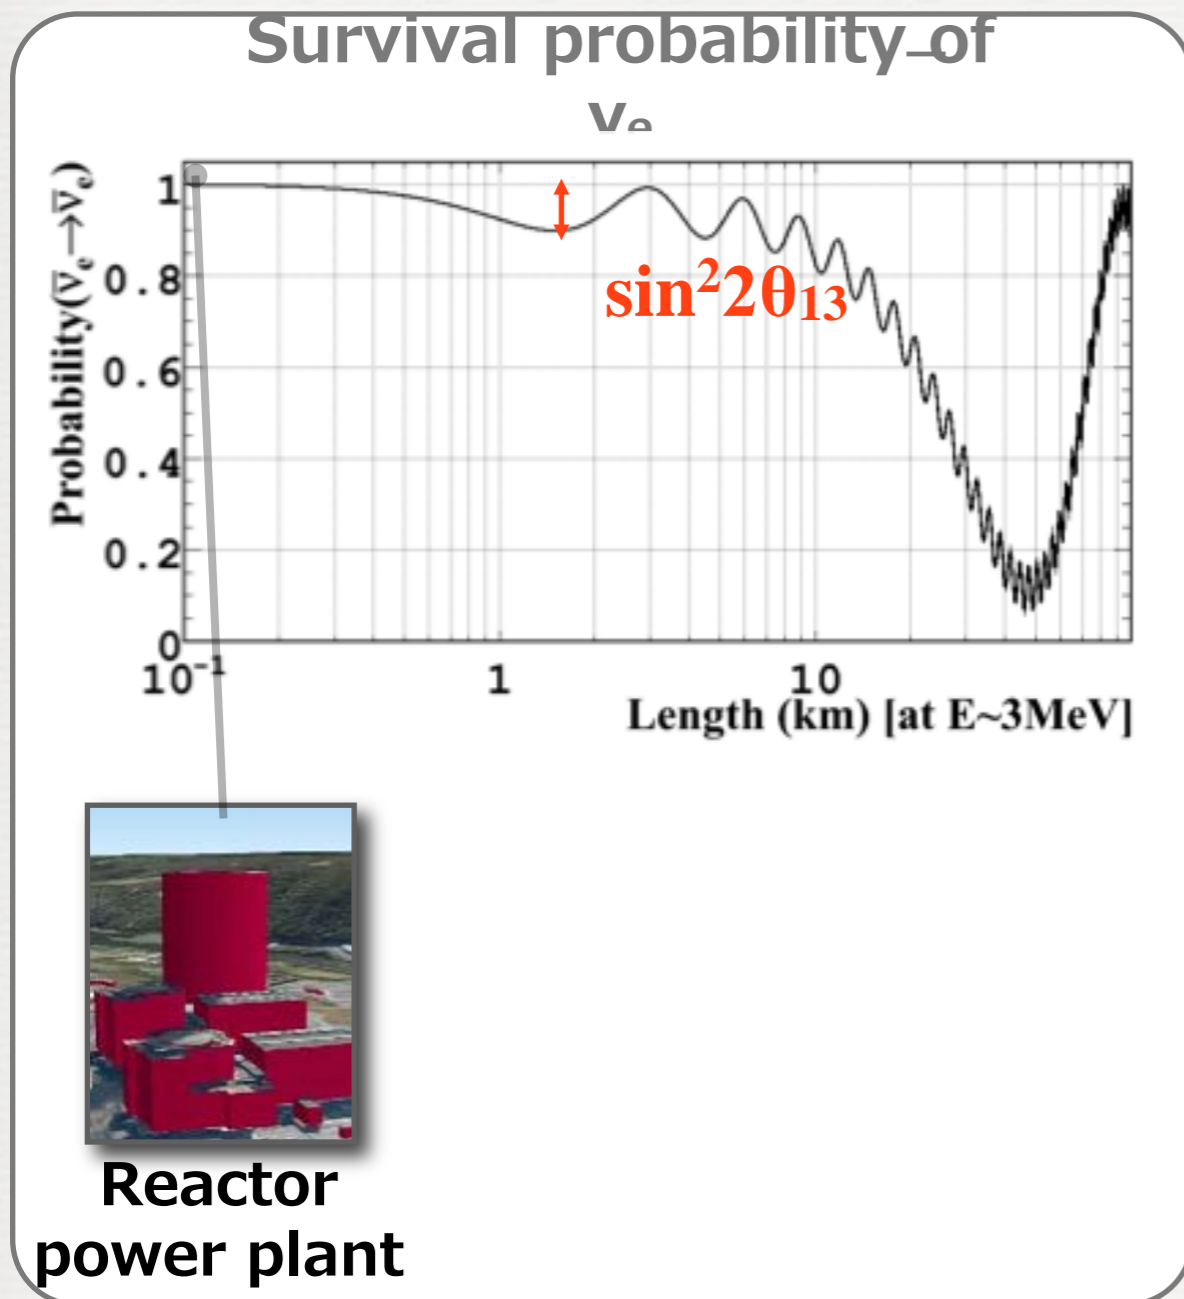 Survival probability of
νe
Probability(ν̄e→ν̄e)
1
0.8
0.6
0.4
0.2
0
10⁻¹
1
10
sin²2θ₁₃
Length (km) [at E~3MeV]
Reactor
power plant